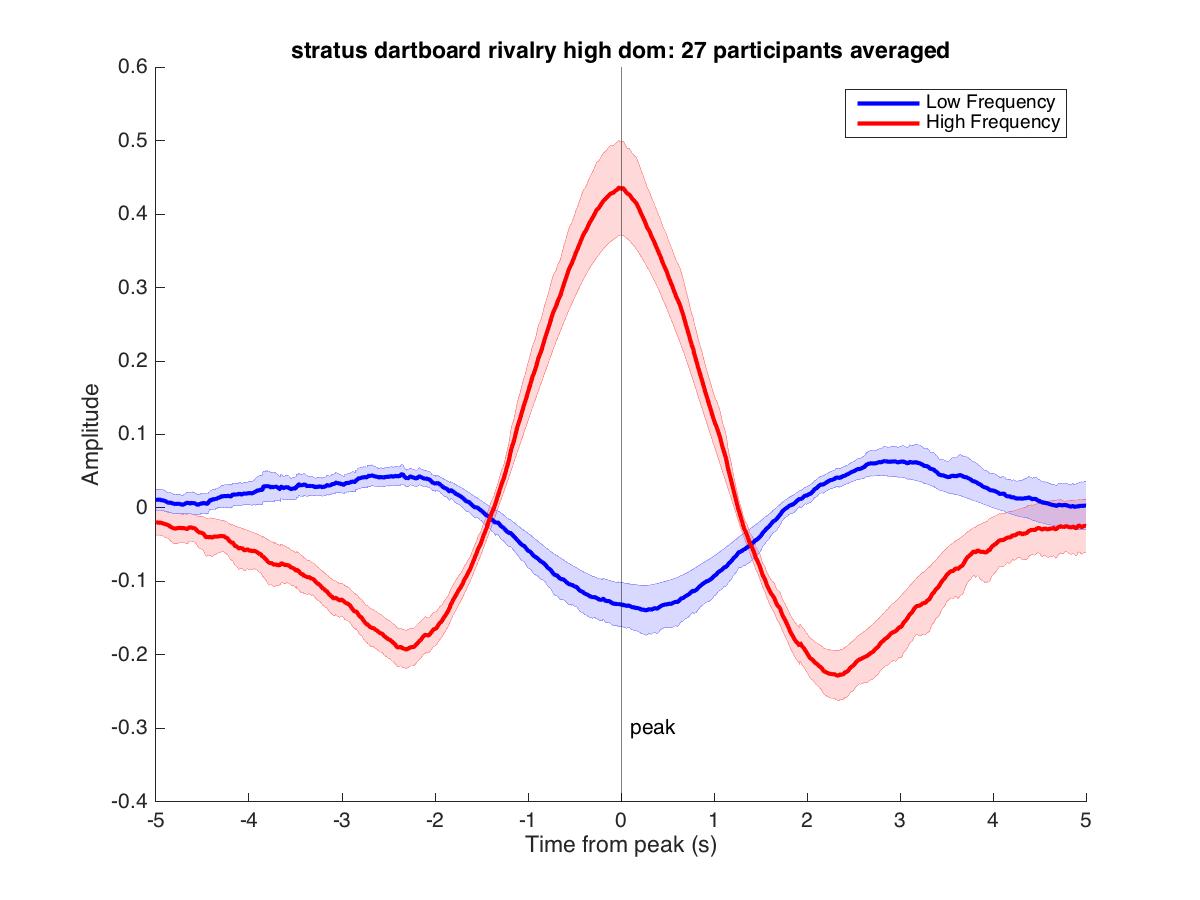 stratus dartboard rivalry high dom: 27 participants averaged
0.6
0.5
0.4
0.3
0.2
0.1
0
-0.1
-0.2
-0.3
-0.4
Amplitude
Low Frequency
High Frequency
peak
-5 -4 -3 -2 -1 0 1 2 3 4 5
Time from peak (s)